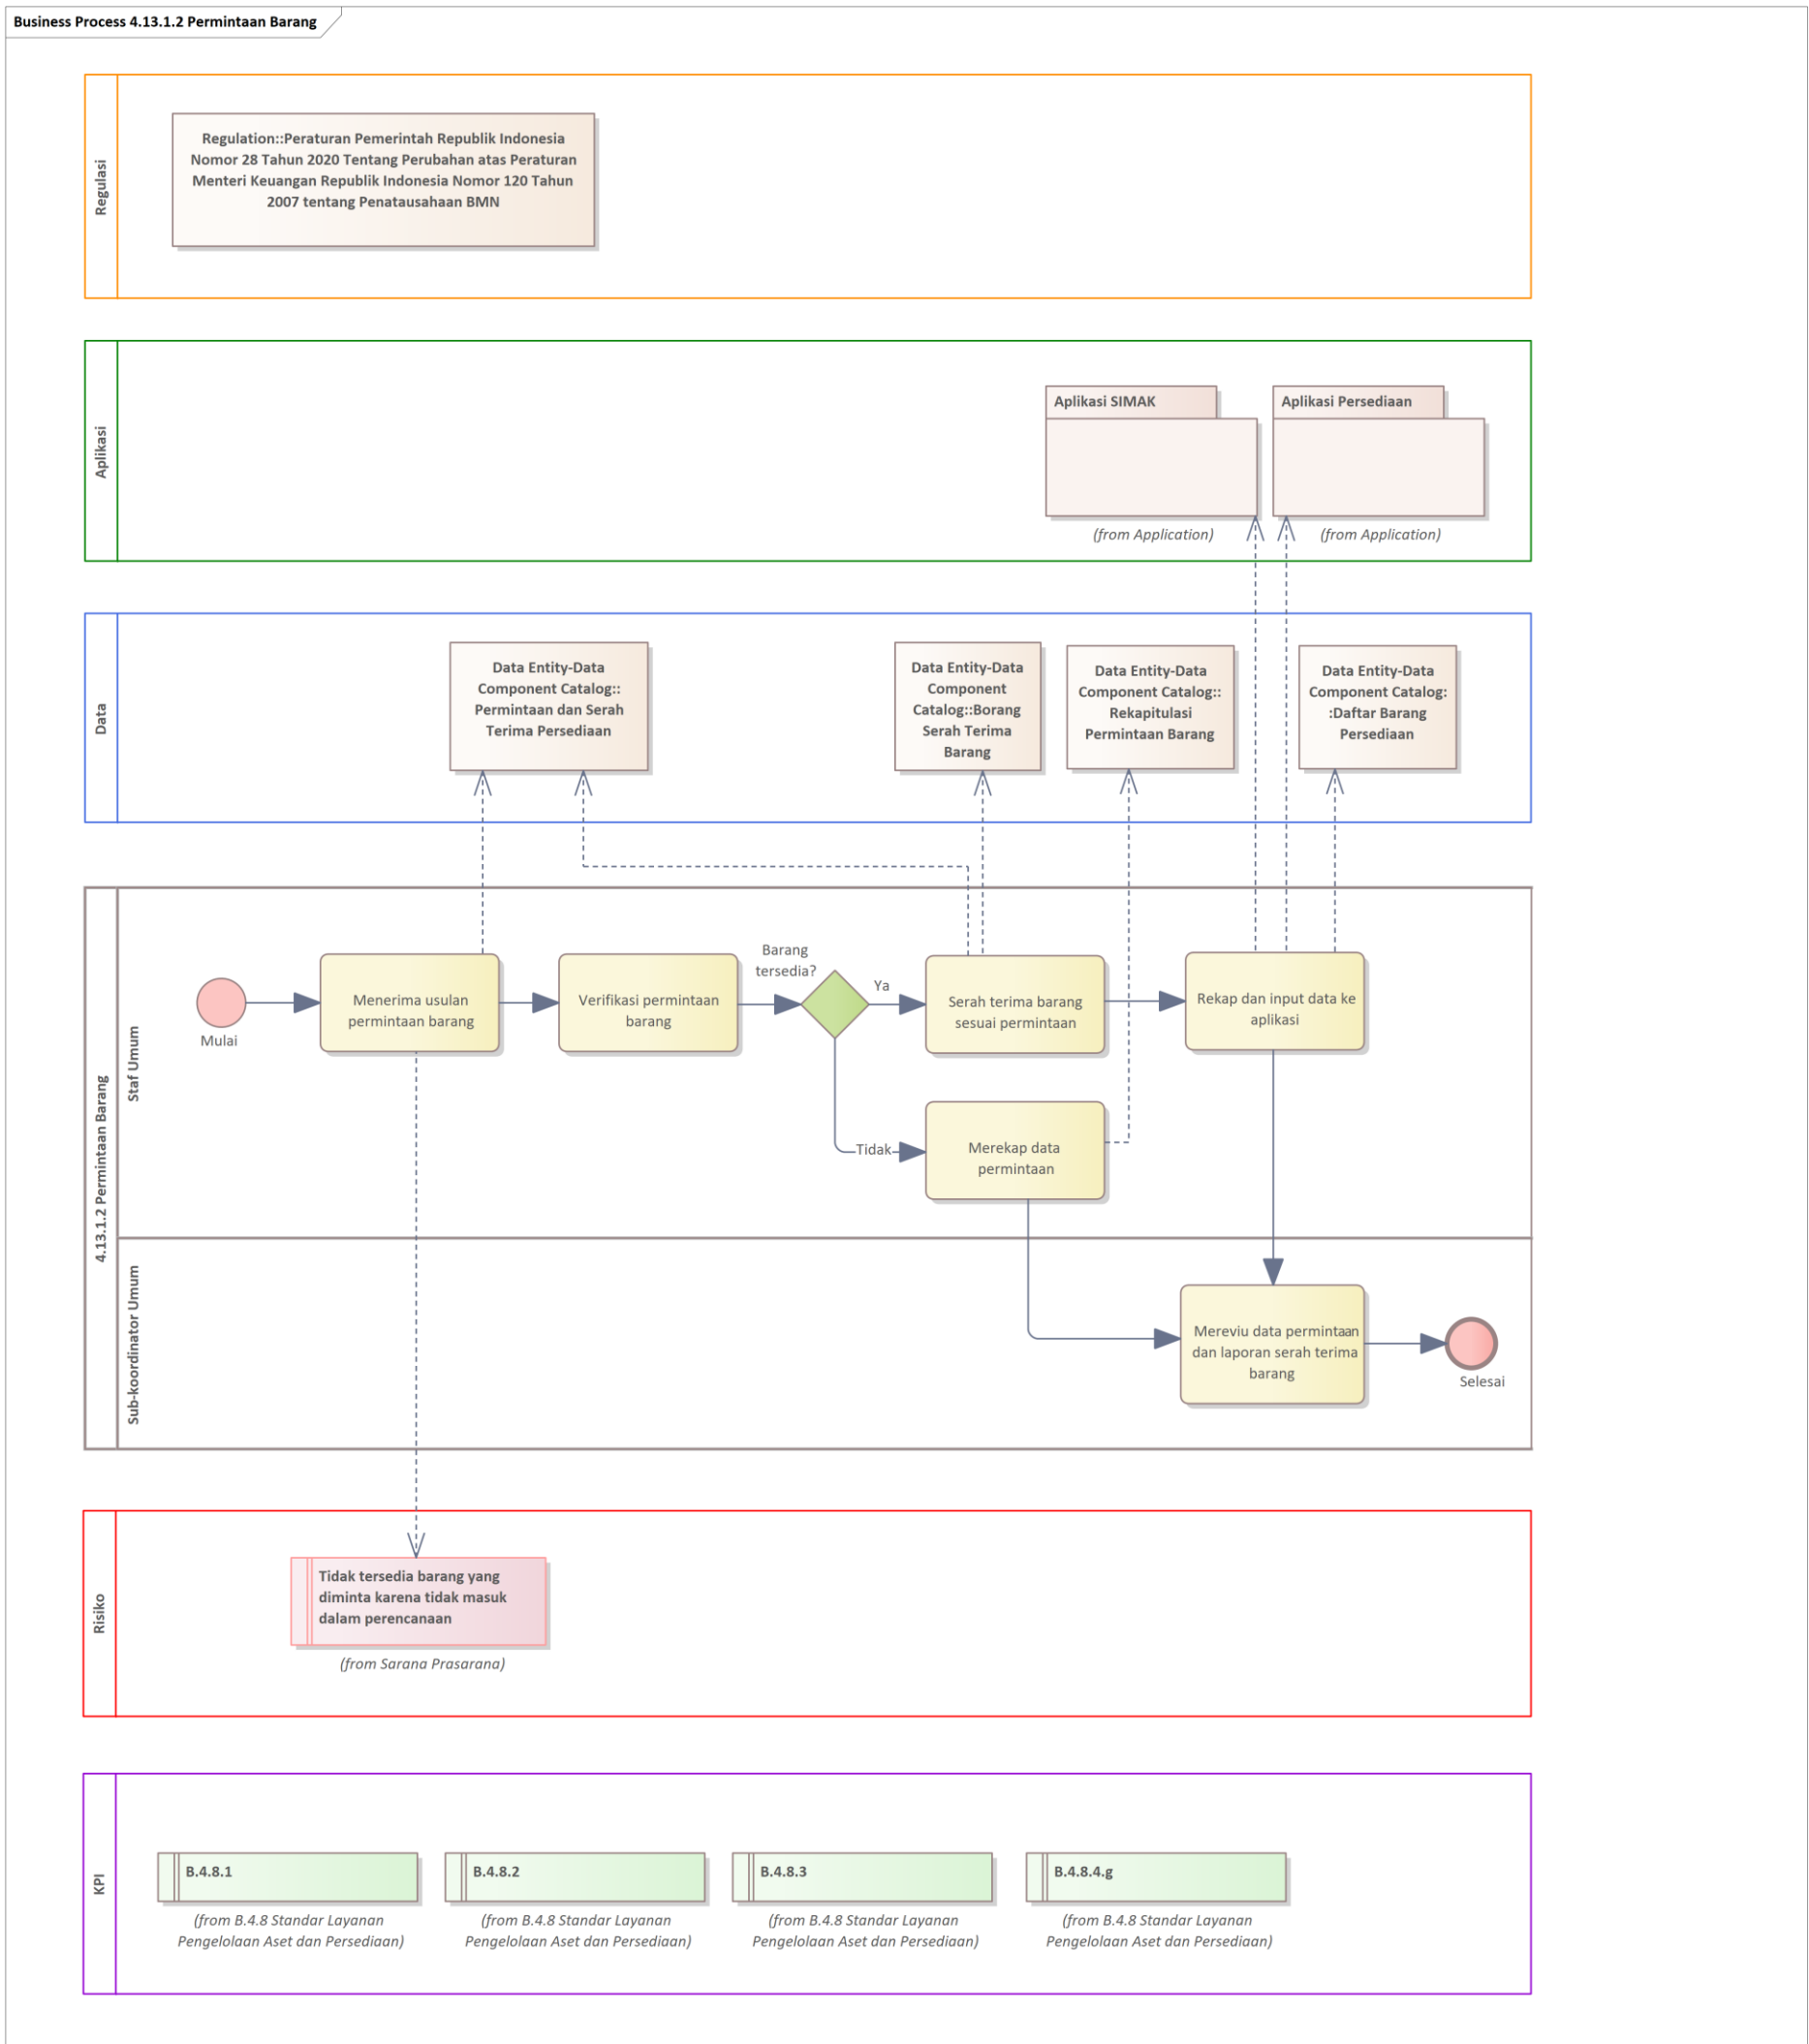 Business Process 4.13.1.2 Permintaan Barang
Regulasi
Regulation::Peraturan Pemerintah Republik Indonesia
Nomor 28 Tahun 2020 Tentang Perubahan atas Peraturan
Menteri Keuangan Republik Indonesia Nomor 120 Tahun
2007 tentang Penatausahaan BMN
Aplikasi
Aplikasi SIMAK
(from Application)
Aplikasi Persediaan
(from Application)
Data
Data Entity-Data
Component Catalog::
Permintaan dan Serah
Terima Persediaan
Data Entity-Data
Component
Catalog::Borang
Serah Terima
Barang
Data Entity-Data
Component Catalog::
Rekapitulasi
Permintaan Barang
Data Entity-Data
Component Catalog:
:Daftar Barang
Persediaan
4.13.1.2 Permintaan Barang
Staf Umum
Mulai
Menerima usulan
permintaan barang
Verifikasi permintaan
barang
Barang
tersedia?
Ya
Serah terima barang
sesuai permintaan
Rekap dan input data ke
aplikasi
Tidak
Merekap data
permintaan
Sub-koordinator Umum
Mereviu data permintaan
dan laporan serah terima
barang
Selesai
Risiko
Tidak tersedia barang yang
diminta karena tidak masuk
dalam perencanaan
(from Sarana Prasarana)
KPI
B.4.8.1
(from B.4.8 Standar Layanan
Pengelolaan Aset dan Persediaan)
B.4.8.2
(from B.4.8 Standar Layanan
Pengelolaan Aset dan Persediaan)
B.4.8.3
(from B.4.8 Standar Layanan
Pengelolaan Aset dan Persediaan)
B.4.8.4.g
(from B.4.8 Standar Layanan
Pengelolaan Aset dan Persediaan)